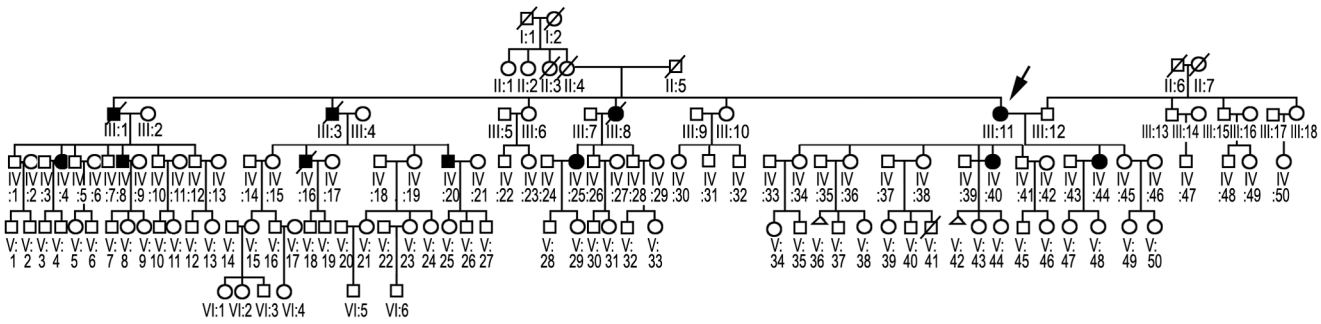 I:1 I:2
II:1 II:2 II:3 II:4 II:5 II:6 II:7
III:1 III:2 III:3 III:4 III:5 III:6 III:7 III:8 III:9 III:10 III:11 III:12 III:13 III:14 III:15 III:16 III:17 III:18
IV IV IV IV IV IV IV IV IV IV IV IV IV IV IV IV IV IV IV IV IV IV IV IV IV IV IV IV IV IV IV IV IV IV IV IV IV IV IV IV IV IV IV IV IV IV IV IV IV IV
:1 :2 :3 :4 :5 :6 :7 :8 :9 :10 :11 :12 :13 :14 :15 :16 :17 :18 :19 :20 :21 :22 :23 :24 :25 :26 :27 :28 :29 :30 :31 :32 :33 :34 :35 :36 :37 :38 :39 :40 :41 :42 :43 :44 :45 :46 :47 :48 :49 :50
V: V: V: V: V: V: V: V: V: V: V: V: V: V: V: V: V: V: V: V: V: V: V: V: V: V: V: V: V: V: V: V: V: V: V: V: V: V: V: V: V: V: V: V: V: V: V: V: V: V:
1 2 3 4 5 6 7 8 9 10 11 12 13 14 15 16 17 18 19 20 21 22 23 24 25 26 27 28 29 30 31 32 33 34 35 36 37 38 39 40 41 42 43 44 45 46 47 48 49 50
VI:1 VI:2 VI:3 VI:4 VI:5 VI:6